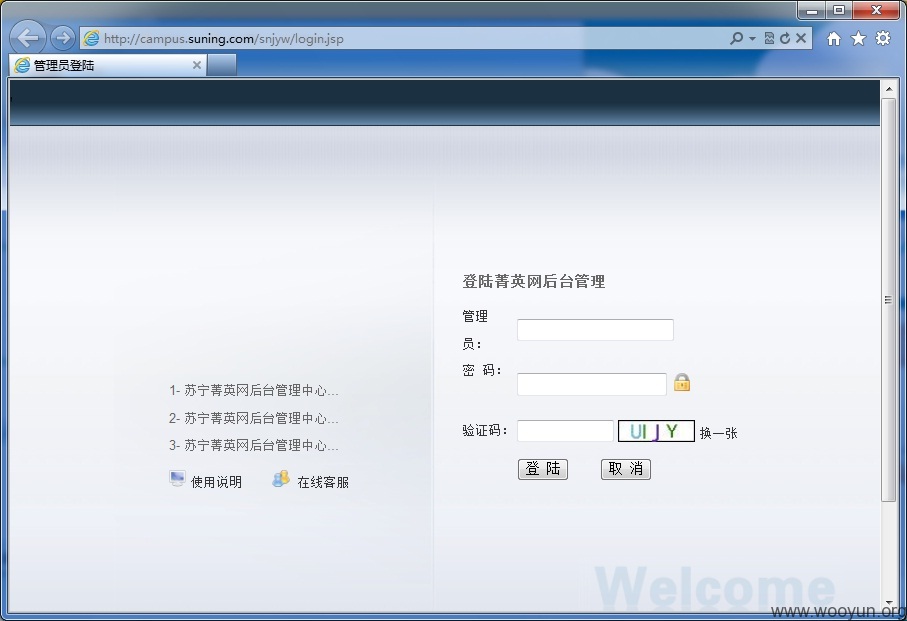 http://campus.suning.com/snjyw/login.jsp
管理员登陆
登陆菁英网后台管理
管理
员：
密 码：
验证码：
UIJY
换一张
登 陆
取 消
1- 苏宁菁英网后台管理中心...
2- 苏宁菁英网后台管理中心...
3- 苏宁菁英网后台管理中心...
使用说明
在线客服
Welcome
www.wooyun.org